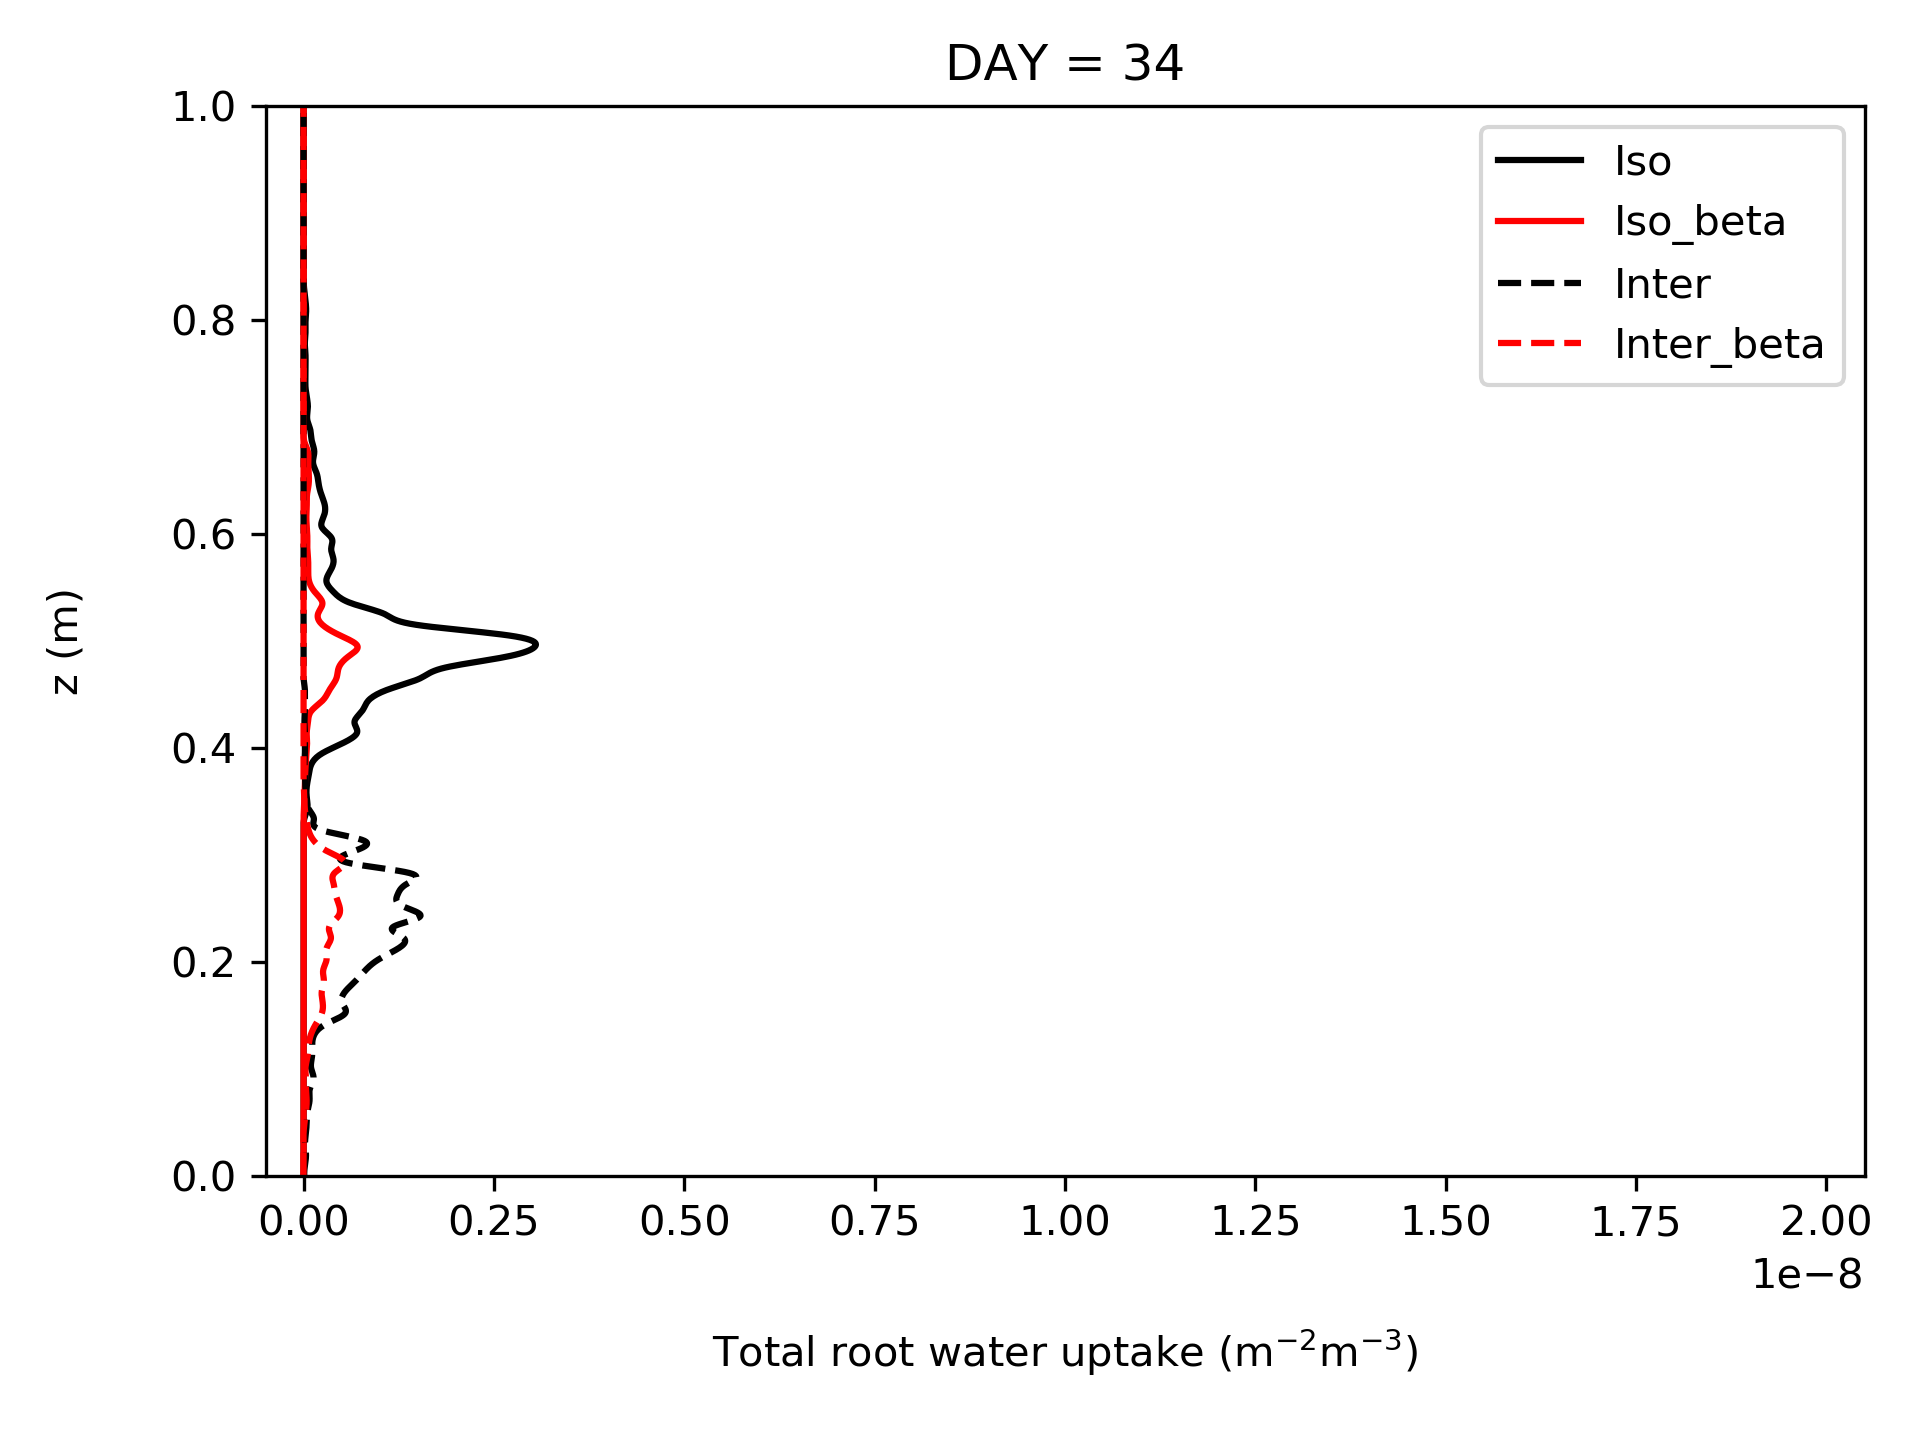 DAY = 34
1.0
0.8
0.6
0.4
0.2
0.0
z (m)
Iso
Iso_beta
Inter
Inter_beta
0.00 0.25 0.50 0.75 1.00 1.25 1.50 1.75 2.00
1e−8
Total root water uptake (m⁻²m⁻³)